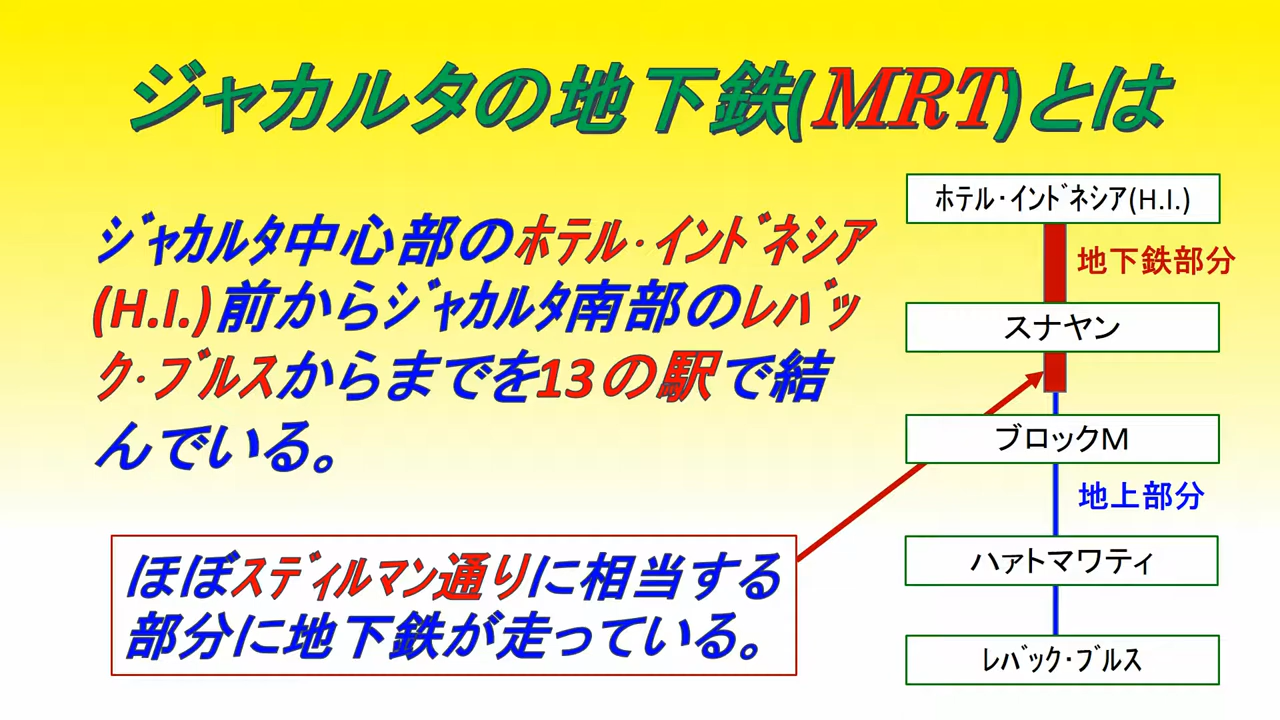 ジャカルタの地下鉄(MRT)とは
ｼﾞｬｶﾙﾀ中心部のﾎﾃﾙ･ｲﾝﾄﾞﾈｼｱ
(H.I.)前からｼﾞｬｶﾙﾀ南部のﾚﾊﾞｯ
ｸ･ﾌﾞﾙｽからまでを13の駅で結
んでいる。
ほぼｽﾃﾞｨﾙﾏﾝ通りに相当する
部分に地下鉄が走っている。
ﾎﾃﾙ･ｲﾝﾄﾞﾈｼｱ(H.I.)
地下鉄部分
スナヤン
ブロックM
地上部分
ハァトマワティ
ﾚﾊﾞｯｸ･ﾌﾞﾙｽ